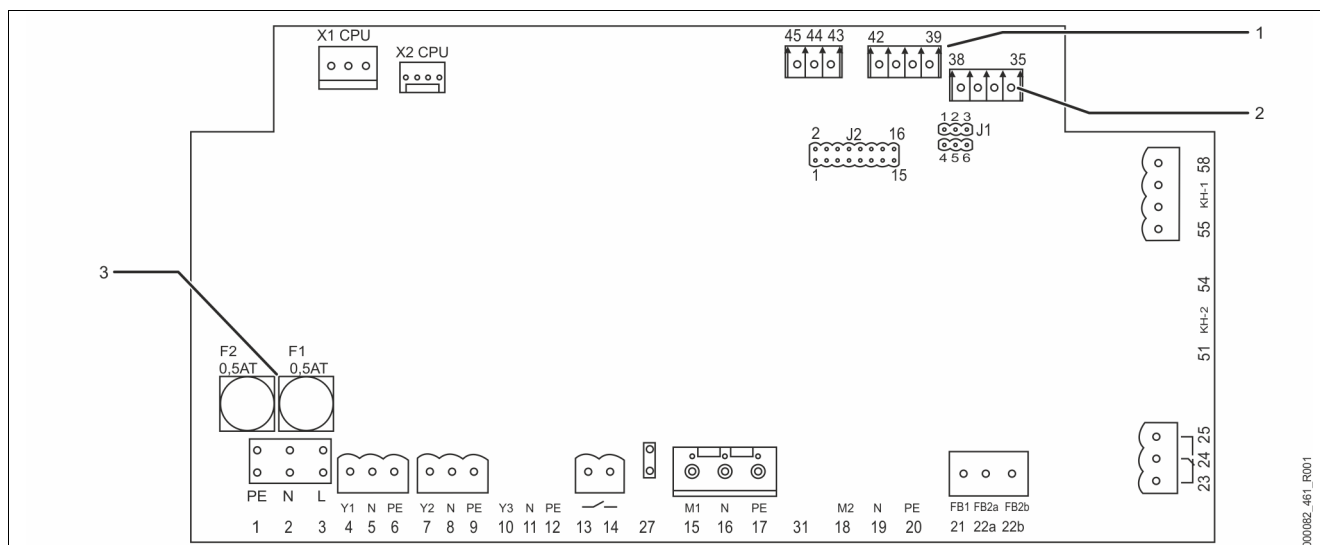 X1 CPU
X2 CPU
45 44 43
42 39
38 35
1
2
1 2 3
J1
4 5 6
2 J2 16
1 15
58
KH-1
55
54
KH-2
51
3
F2 F1
0,5AT 0,5AT
25
24
23
PE N L Y1 N PE Y2 N PE Y3 N PE M1 N PE M2 N PE FB1 FB2a FB2b
1 2 3 4 5 6 7 8 9 10 11 12 13 14 27 15 16 17 31 18 19 20 21 22a 22b
000082_461_R001